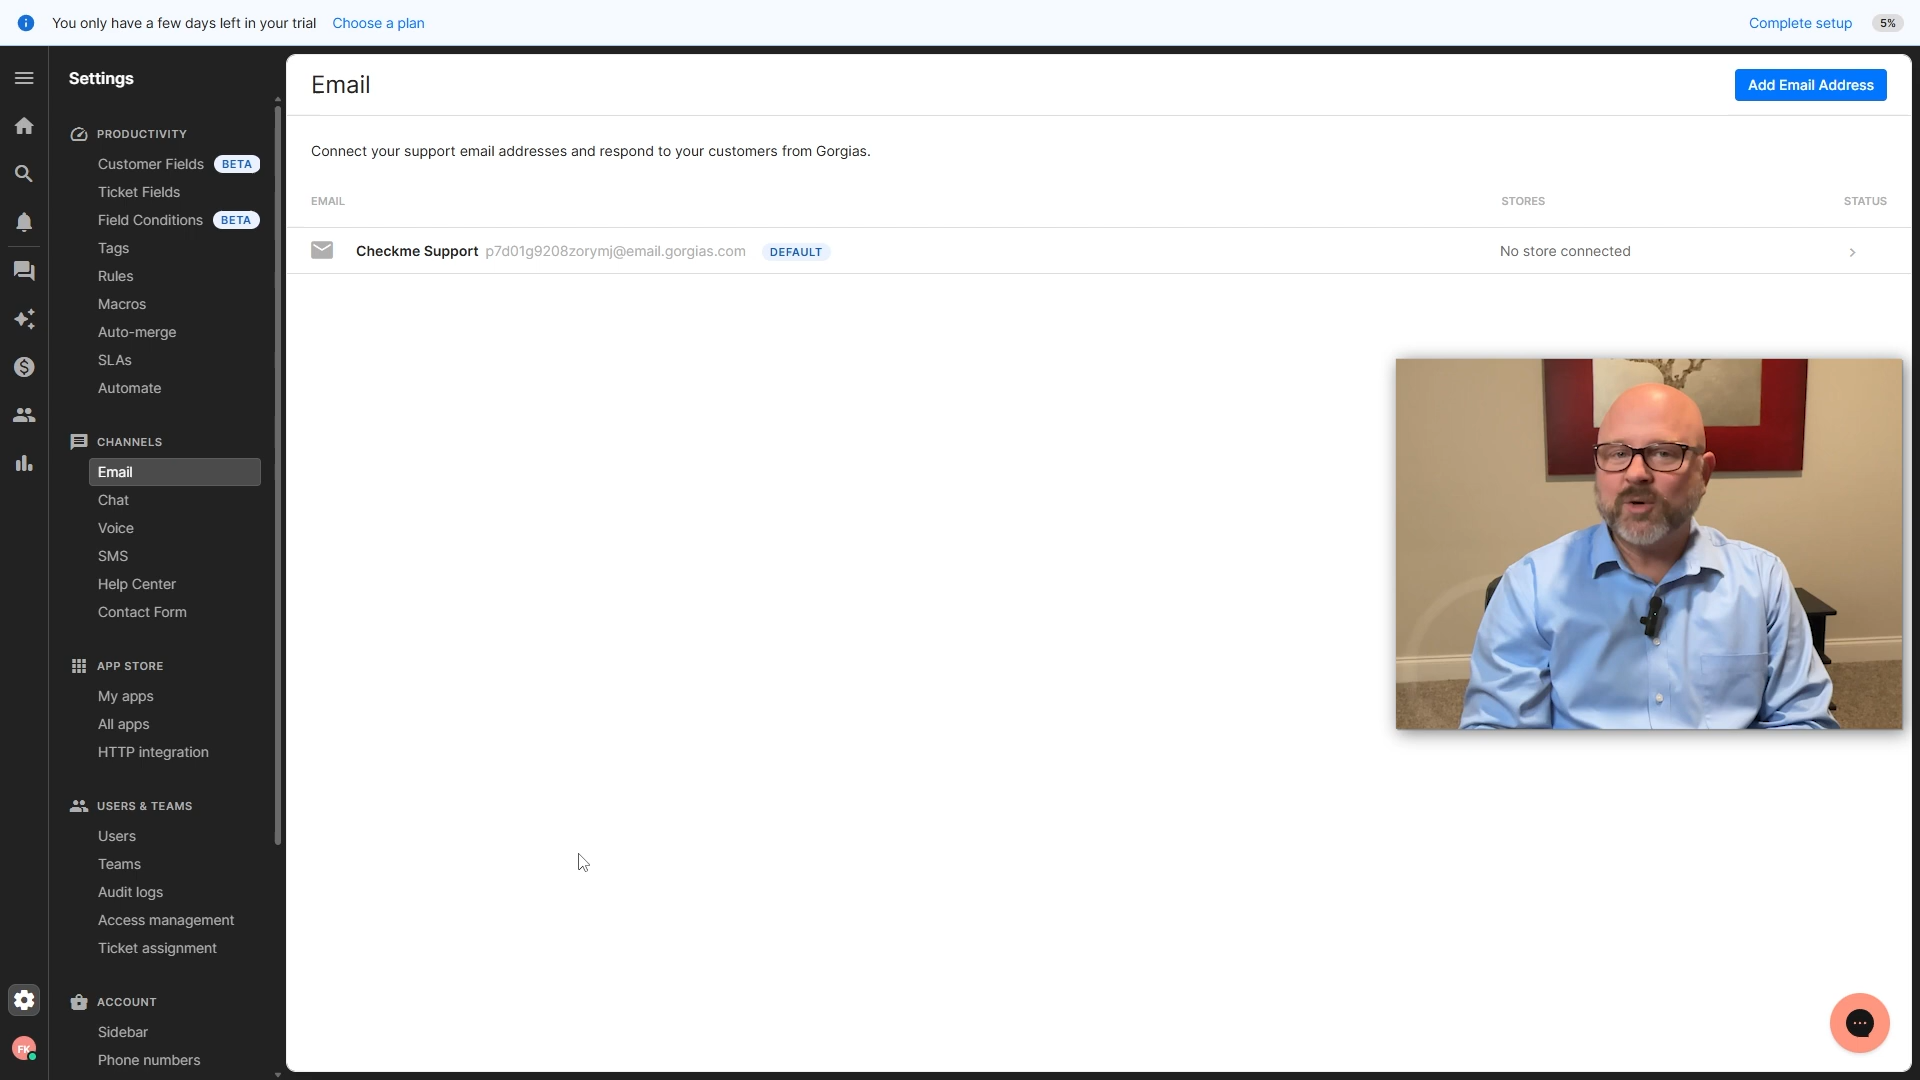 You only have a few days left in your trial Choose a plan
Complete setup 5%
Settings
PRODUCTIVITY
Customer Fields BETA
Ticket Fields
Field Conditions BETA
Tags
Rules
Macros
Auto-merge
SLAs
Automate
CHANNELS
Email
Chat
Voice
SMS
Help Center
Contact Form
APP STORE
My apps
All apps
HTTP integration
USERS & TEAMS
Users
Teams
Audit logs
Access management
Ticket assignment
ACCOUNT
Sidebar
Phone numbers
FK
Email
Add Email Address
Connect your support email addresses and respond to your customers from Gorgias.
EMAIL STORES STATUS
Checkme Support p7d01g9208zorymj@email.gorgias.com DEFAULT No store connected